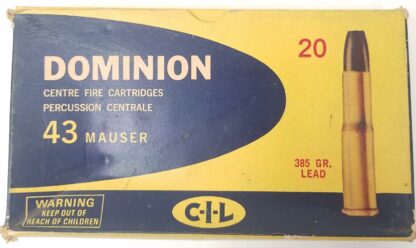 DOMINION
20
CENTRE FIRE CARTRIDGES
PERCUSSION CENTRALE
43 MAUSER
385 GR.
LEAD
WARNING
KEEP OUT OF
REACH OF CHILDREN
C-I-L